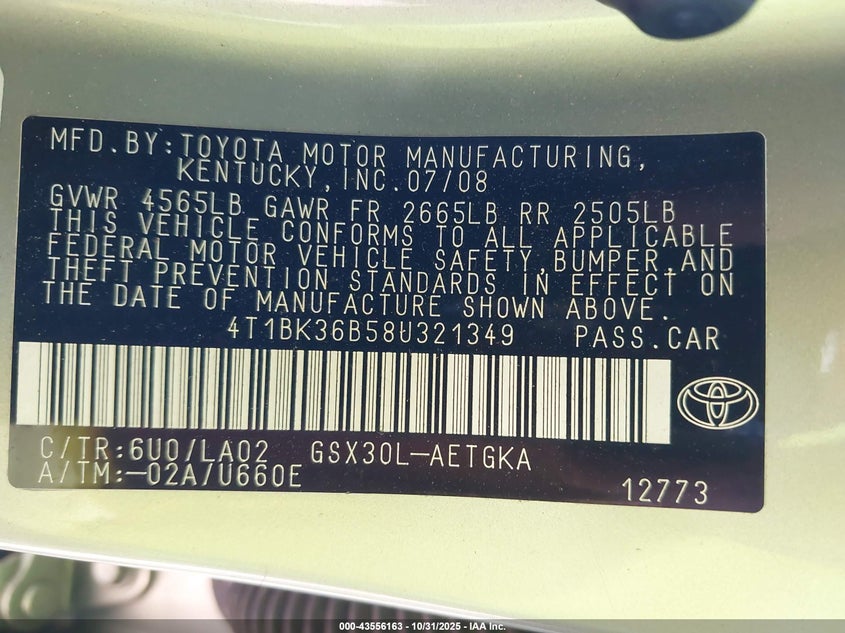 MFD.BY:TOYOTA MOTOR MANUFACTURING,
KENTUCKY,INC.07/08
GVWR 4565LB GAWR FR 2665LB RR 2505LB
THIS VEHICLE CONFORMS TO ALL APPLICABLE
FEDERAL MOTOR VEHICLE SAFETY,BUMPER,AND
THEFT PREVENTION STANDARDS IN EFFECT ON
THE DATE OF MANUFACTURE SHOWN ABOVE.
4T1BK36B58U321349 PASS.CAR
C/TR:6U0/LA02 GSX30L-AETGKA
A/TM:-02A/U660E
12773
000-43556163 - 10/31/2025 - IAA Inc.